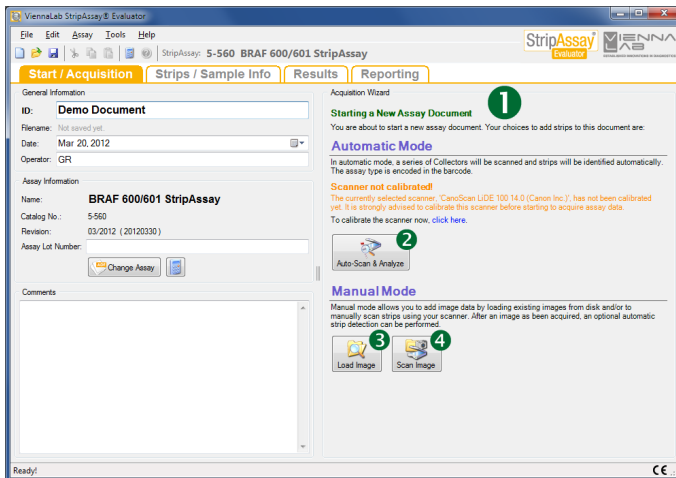 ViennaLab StripAssay® Evaluator
File Edit Assay Tools Help
StripAssay: 5-560 BRAF 600/601 StripAssay
StripAssay®
Evaluator
VIENNA
LAB
Start / Acquisition
Strips / Sample Info
Results
Reporting
General Information
ID: Demo Document
Filename: Not saved yet.
Date: Mar 20, 2012
Operator: GR
Assay Information
Name: BRAF 600/601 StripAssay
Catalog No.: 5-560
Revision: 03/2012 (20120330)
Assay Lot Number:
Change Assay
Comments
Acquisition Wizard
1
Starting a New Assay Document
You are about to start a new assay document. Your choices to add strips to this document are:
Automatic Mode
In automatic mode, a series of Collectors will be scanned and strips will be identified automatically.
The assay type is encoded in the barcode.
Scanner not calibrated!
The currently selected scanner, 'CanoScan LiDE 100 14.0 (Canon Inc.)', has not been calibrated
yet. It is strongly advised to calibrate this scanner before starting to acquire assay data.
To calibrate the scanner now, click here.
2
Auto-Scan & Analyze
Manual Mode
Manual mode allows you to add image data by loading existing images from disk and/or to
manually scan strips using your scanner. After an image as been acquired, an optional automatic
strip detection can be performed.
3
Load Image
4
Scan Image
Ready!
CE